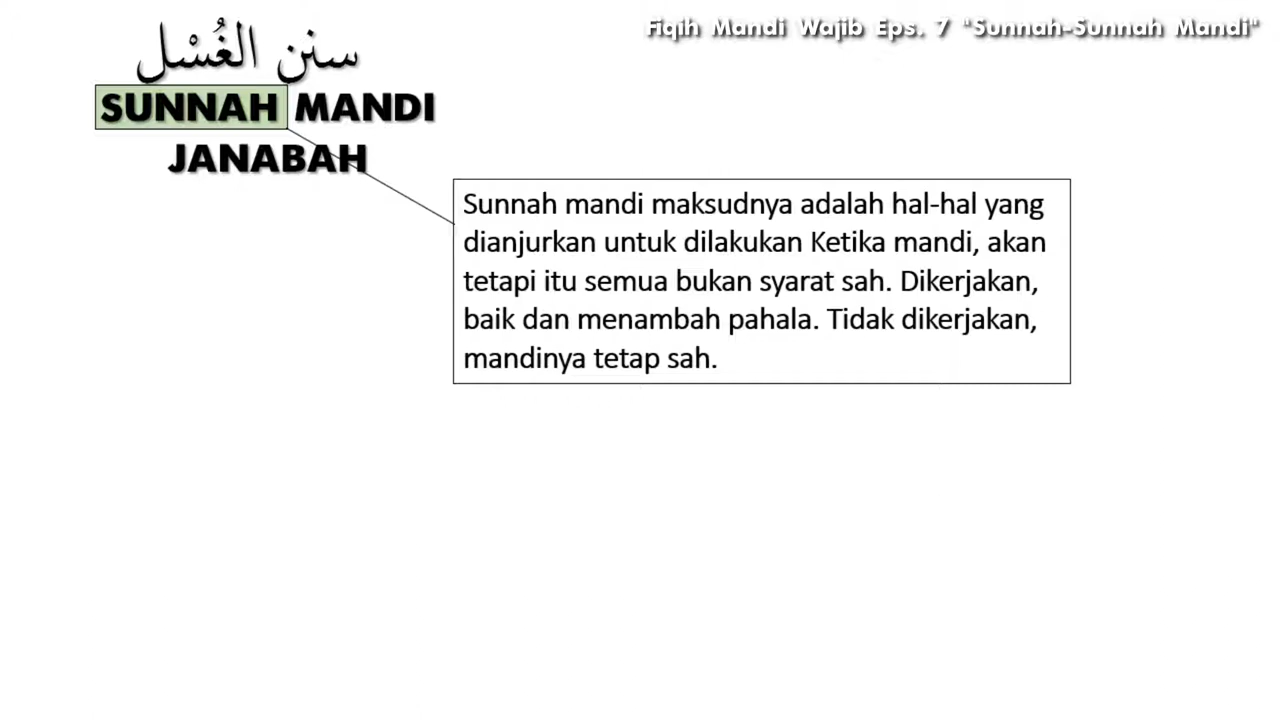 Fiqih Mandi Wajib Eps. 7 "Sunnah-Sunnah Mandi"
سنن الغُسْل
SUNNAH MANDI
JANABAH
Sunnah mandi maksudnya adalah hal-hal yang
dianjurkan untuk dilakukan Ketika mandi, akan
tetapi itu semua bukan syarat sah. Dikerjakan,
baik dan menambah pahala. Tidak dikerjakan,
mandinya tetap sah.